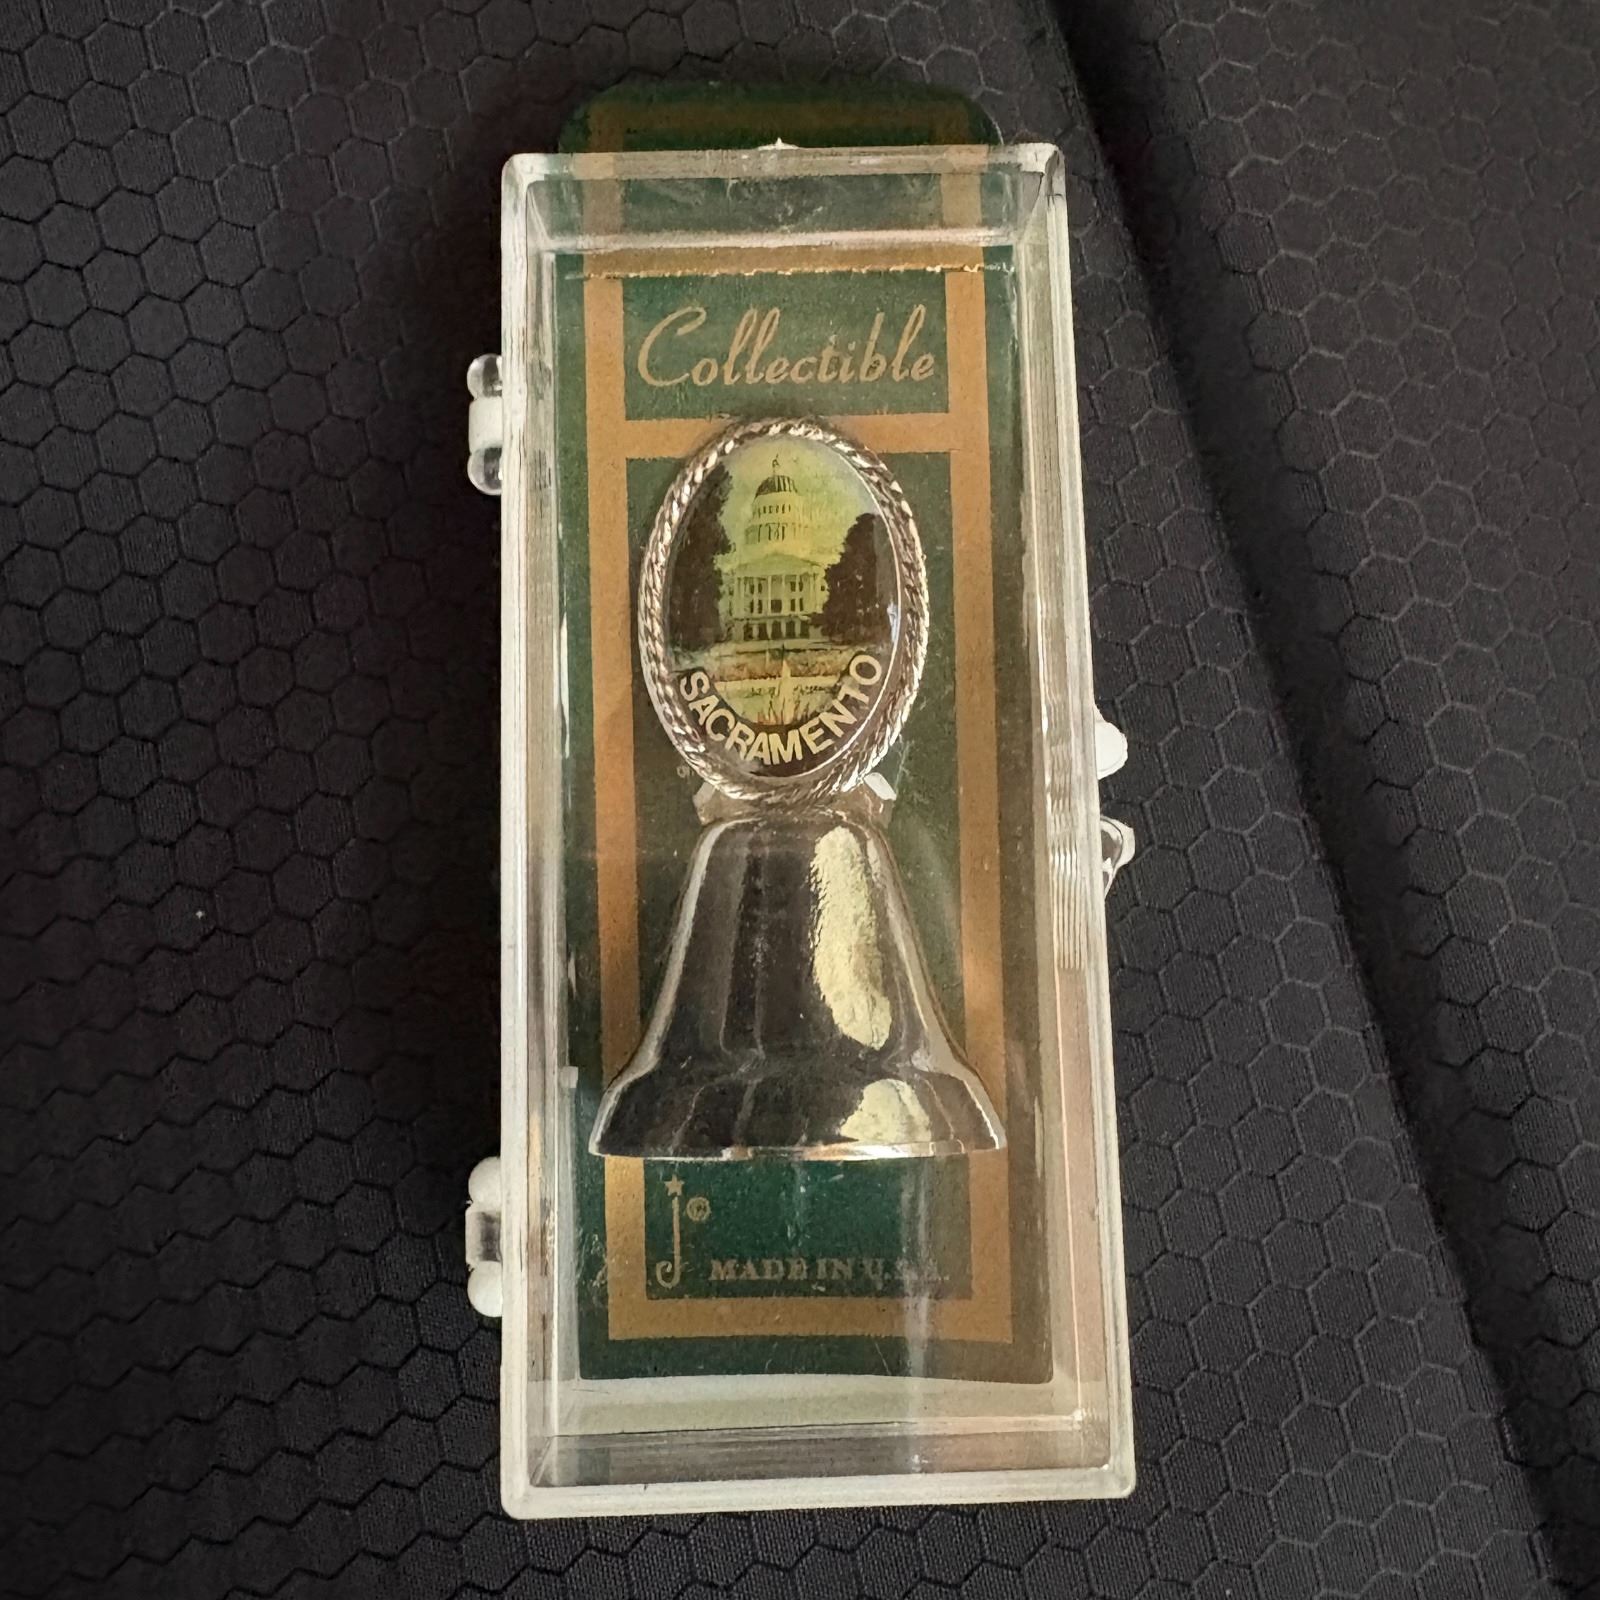 Collectible
SACRAMENTO
j©
MADE IN U.S.A.